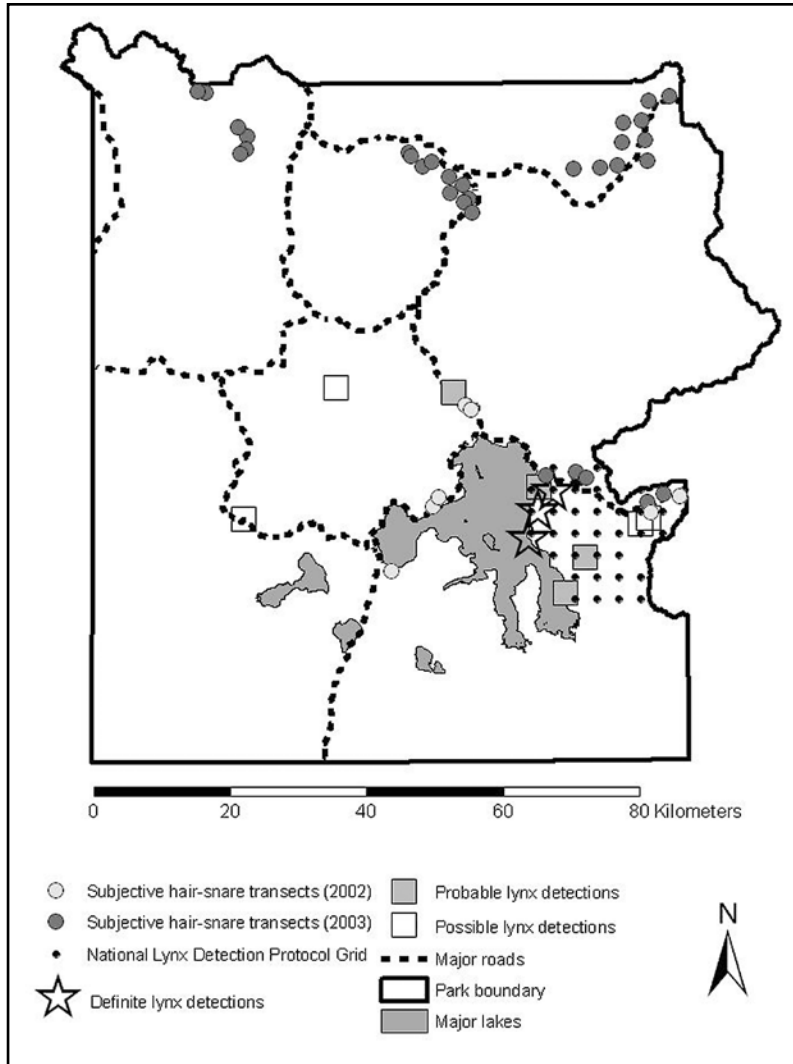 0 20 40 60 80 Kilometers
Subjective hair-snare transects (2002)
Subjective hair-snare transects (2003)
National Lynx Detection Protocol Grid
Definite lynx detections
Probable lynx detections
Possible lynx detections
Major roads
Park boundary
Major lakes
N